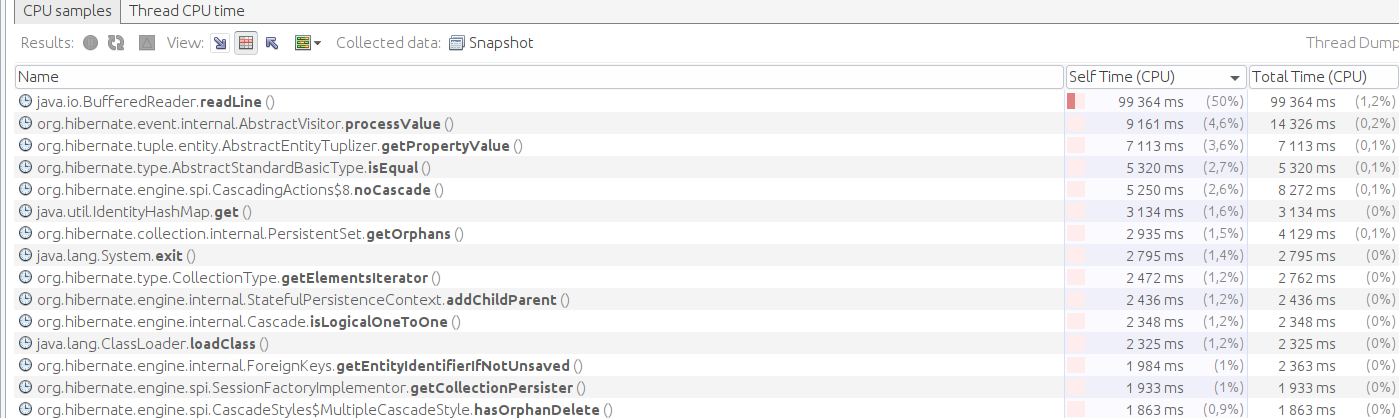 CPU samples Thread CPU time
Results: View: Collected data: Snapshot Thread Dump
Name Self Time (CPU) Total Time (CPU)
java.io.BufferedReader.readLine () 99 364 ms (50%) 99 364 ms (1,2%)
org.hibernate.event.internal.AbstractVisitor.processValue () 9 161 ms (4,6%) 14 326 ms (0,2%)
org.hibernate.tuple.entity.AbstractEntityTuplizer.getPropertyValue () 7 113 ms (3,6%) 7 113 ms (0,1%)
org.hibernate.type.AbstractStandardBasicType.isEqual () 5 320 ms (2,7%) 5 320 ms (0,1%)
org.hibernate.engine.spi.CascadingActions$8.noCascade () 5 250 ms (2,6%) 8 272 ms (0,1%)
java.util.IdentityHashMap.get () 3 134 ms (1,6%) 3 134 ms (0%)
org.hibernate.collection.internal.PersistentSet.getOrphans () 2 935 ms (1,5%) 4 129 ms (0,1%)
java.lang.System.exit () 2 795 ms (1,4%) 2 795 ms (0%)
org.hibernate.type.CollectionType.getElementsIterator () 2 472 ms (1,2%) 2 762 ms (0%)
org.hibernate.engine.internal.StatefulPersistenceContext.addChildParent () 2 436 ms (1,2%) 2 436 ms (0%)
org.hibernate.engine.internal.Cascade.isLogicalOneToOne () 2 348 ms (1,2%) 2 348 ms (0%)
java.lang.ClassLoader.loadClass () 2 325 ms (1,2%) 2 325 ms (0%)
org.hibernate.engine.internal.ForeignKeys.getEntityIdentifierIfNotUnsaved () 1 984 ms (1%) 2 363 ms (0%)
org.hibernate.engine.spi.SessionFactoryImplementor.getCollectionPersister () 1 933 ms (1%) 1 933 ms (0%)
org.hibernate.engine.spi.CascadeStyles$MultipleCascadeStyle.hasOrphanDelete () 1 863 ms (0,9%) 1 863 ms (0%)